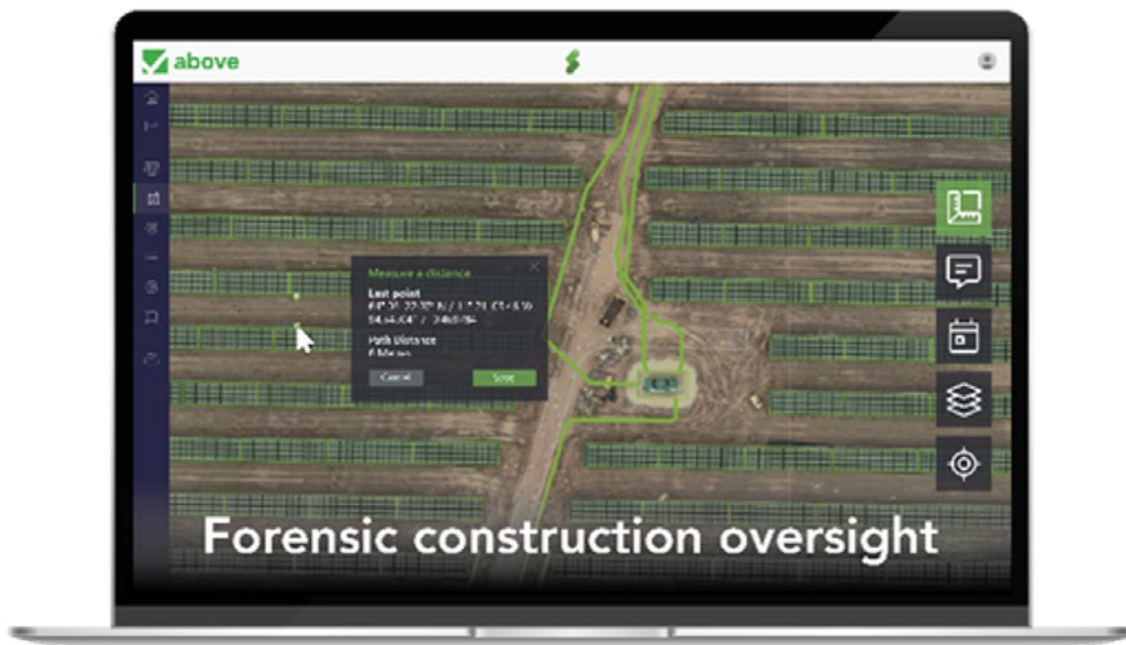 above
Measure a distance
Last point
Path Distance
Cancel
Save
Forensic construction oversight